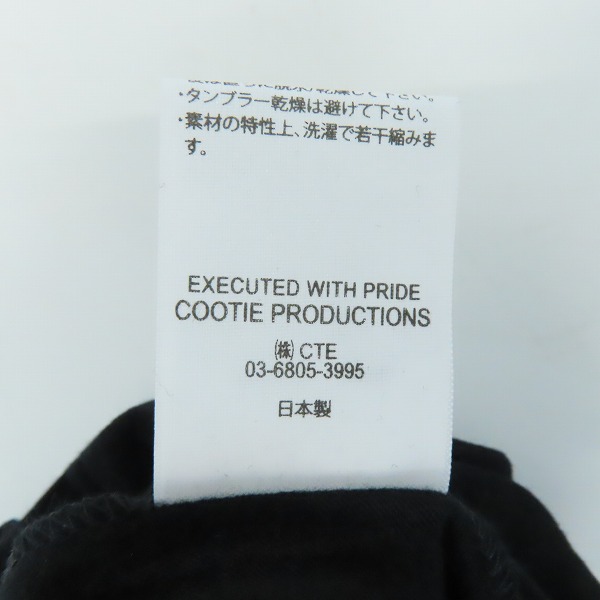 ・タンブラー乾燥は避けて下さい。
・素材の特性上、洗濯で若干縮みま
す。
EXECUTED WITH PRIDE
COOTIE PRODUCTIONS
㈱ CTE
03-6805-3995
日本製